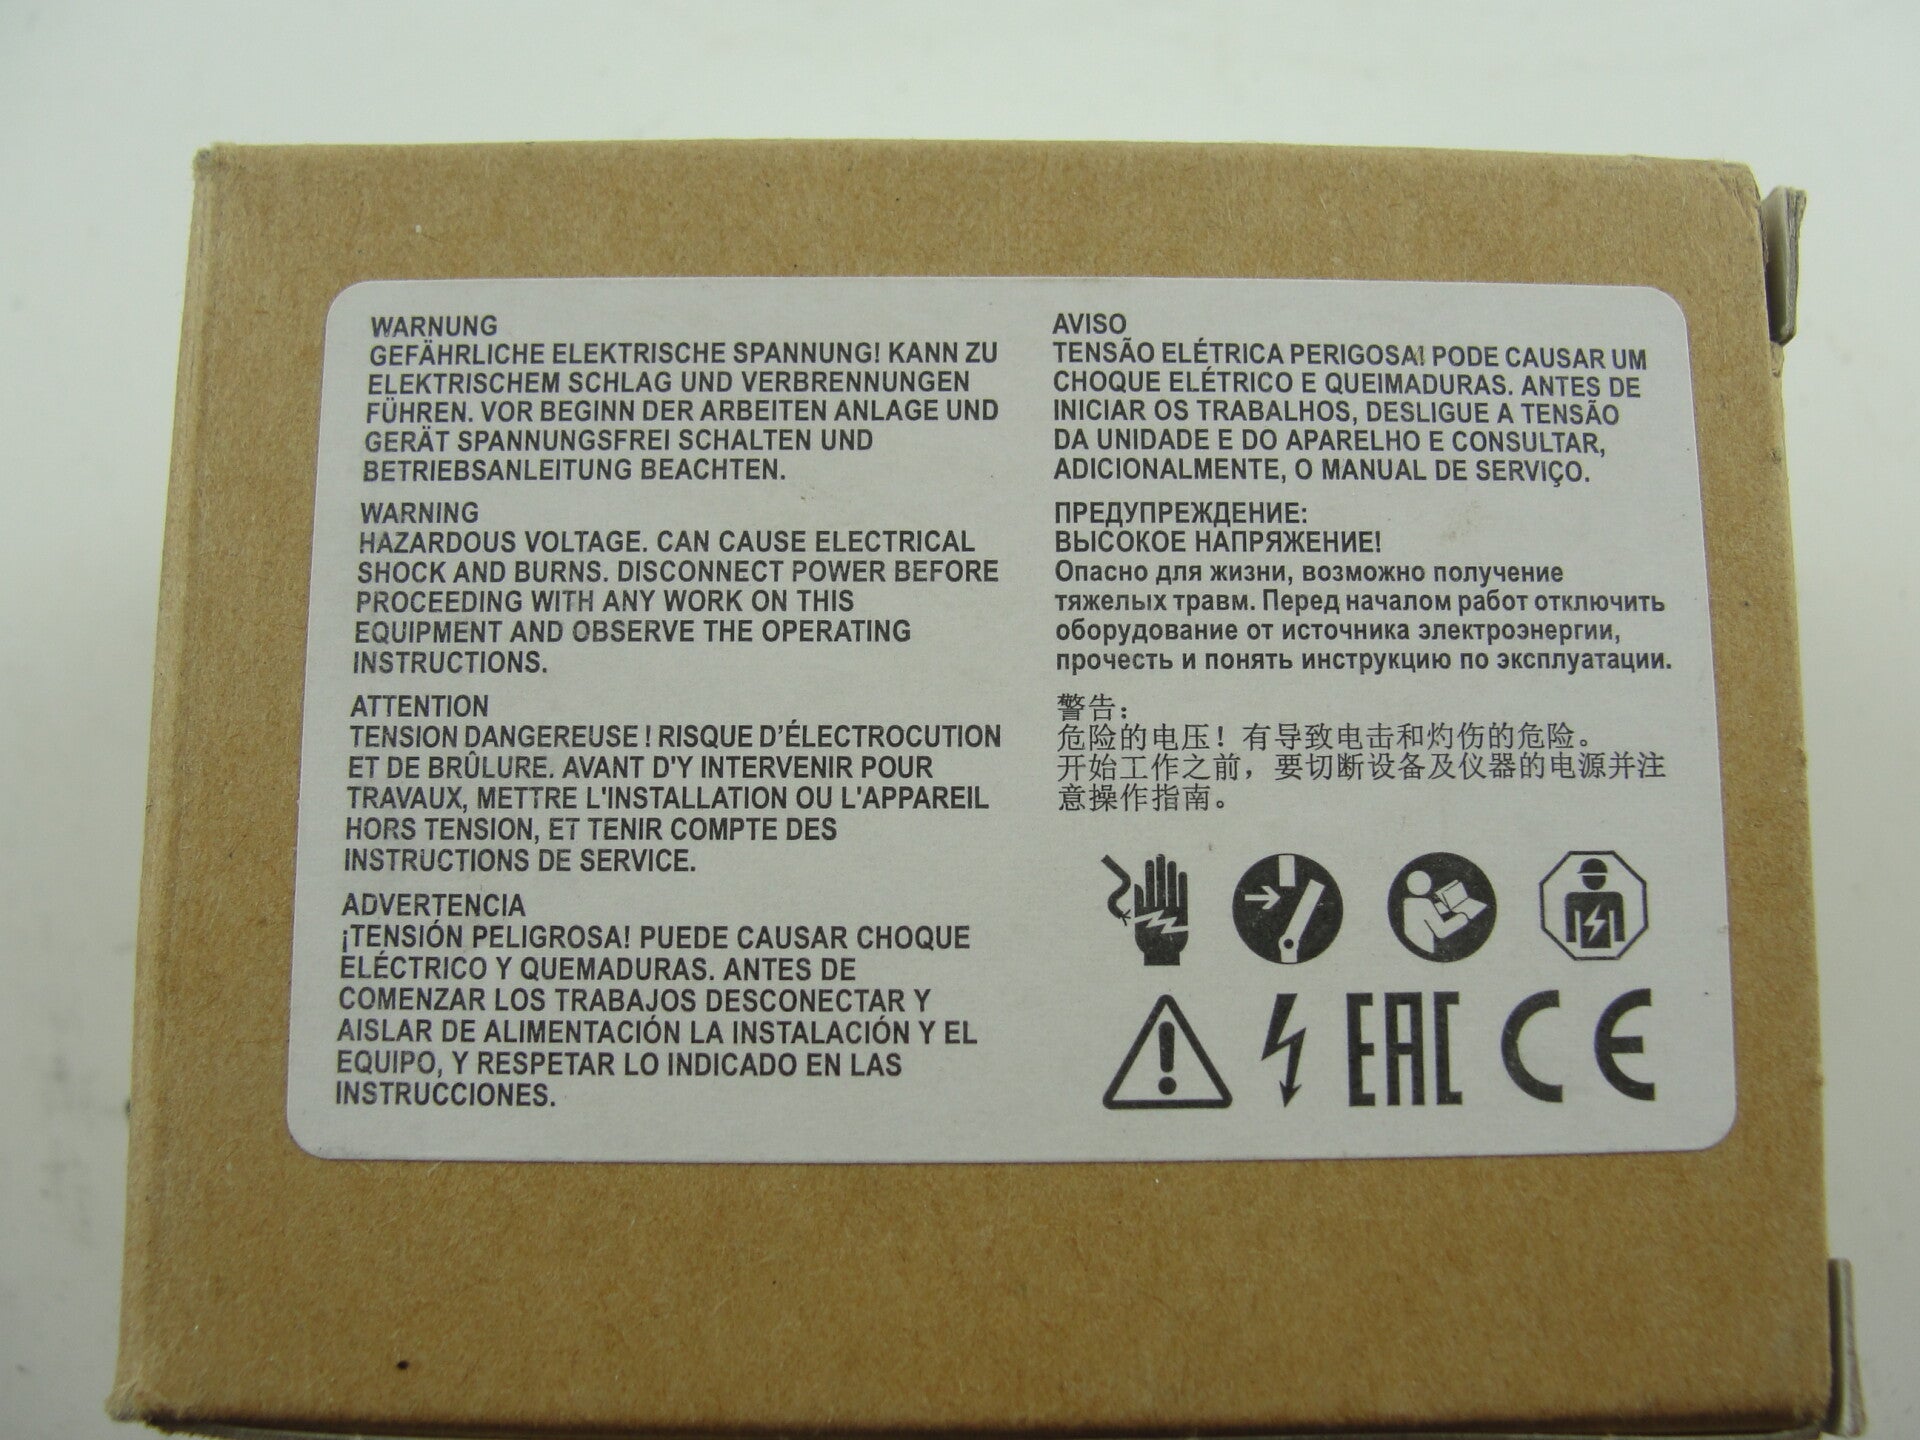 WARNUNG
GEFÄHRLICHE ELEKTRISCHE SPANNUNG! KANN ZU
ELEKTRISCHEM SCHLAG UND VERBRENNUNGEN
FÜHREN. VOR BEGINN DER ARBEITEN ANLAGE UND
GERÄT SPANNUNGSFREI SCHALTEN UND
BETRIEBSANLEITUNG BEACHTEN.
WARNING
HAZARDOUS VOLTAGE. CAN CAUSE ELECTRICAL
SHOCK AND BURNS. DISCONNECT POWER BEFORE
PROCEEDING WITH ANY WORK ON THIS
EQUIPMENT AND OBSERVE THE OPERATING
INSTRUCTIONS.
ATTENTION
TENSION DANGEREUSE ! RISQUE D'ÉLECTROCUTION
ET DE BRÛLURE. AVANT D'Y INTERVENIR POUR
TRAVAUX, METTRE L'INSTALLATION OU L'APPAREIL
HORS TENSION, ET TENIR COMPTE DES
INSTRUCTIONS DE SERVICE.
ADVERTENCIA
¡TENSIÓN PELIGROSA! PUEDE CAUSAR CHOQUE
ELÉCTRICO Y QUEMADURAS. ANTES DE
COMENZAR LOS TRABAJOS DESCONECTAR Y
AISLAR DE ALIMENTACIÓN LA INSTALACIÓN Y EL
EQUIPO, Y RESPETAR LO INDICADO EN LAS
INSTRUCCIONES.
AVISO
TENSÃO ELÉTRICA PERIGOSA! PODE CAUSAR UM
CHOQUE ELÉTRICO E QUEIMADURAS. ANTES DE
INICIAR OS TRABALHOS, DESLIGUE A TENSÃO
DA UNIDADE E DO APARELHO E CONSULTAR,
ADICIONALMENTE, O MANUAL DE SERVIÇO.
ПРЕДУПРЕЖДЕНИЕ:
ВЫСОКОЕ НАПРЯЖЕНИЕ!
Опасно для жизни, возможно получение
тяжелых травм. Перед началом работ отключить
оборудование от источника электроэнергии,
прочесть и понять инструкцию по эксплуатации.
警告：
危险的电压！有导致电击和灼伤的危险。
开始工作之前，要切断设备及仪器的电源并注
意操作指南。
EAC CE